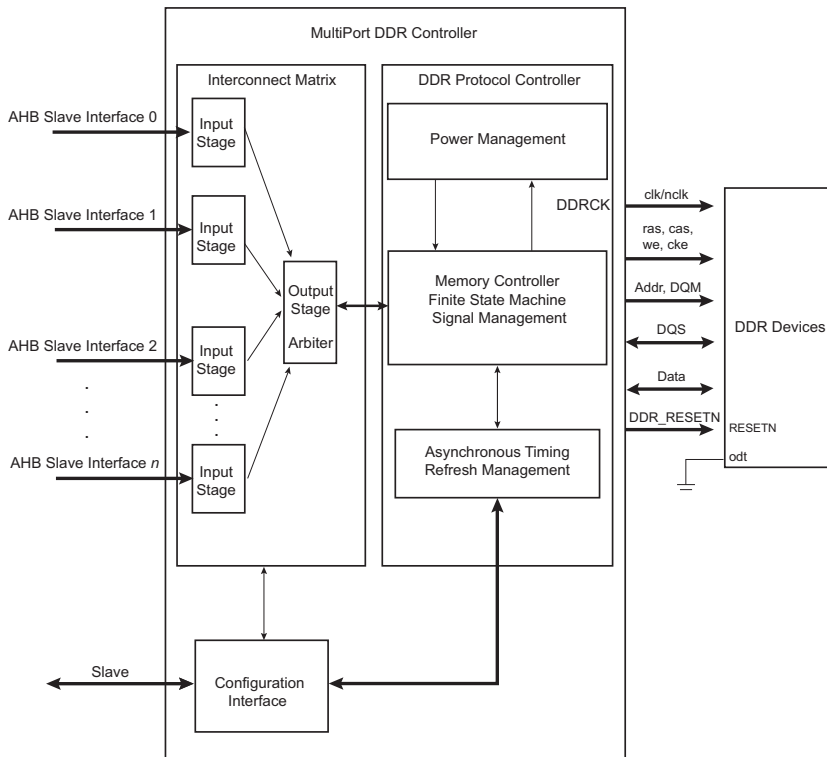 MultiPort DDR Controller
Interconnect Matrix
DDR Protocol Controller
AHB Slave Interface 0
Input
Stage
Power Management
AHB Slave Interface 1
Input
Stage
DDRCK
clk/nclk
ras, cas,
we, cke
Output
Stage
Arbiter
Memory Controller
Finite State Machine
Signal Management
Addr, DQM
DQS
DDR Devices
AHB Slave Interface 2
Input
Stage
Data
.
.
.
.
.
.
DDR_RESETN
RESETN
AHB Slave Interface n
Input
Stage
Asynchronous Timing
Refresh Management
odt
Slave
Configuration
Interface